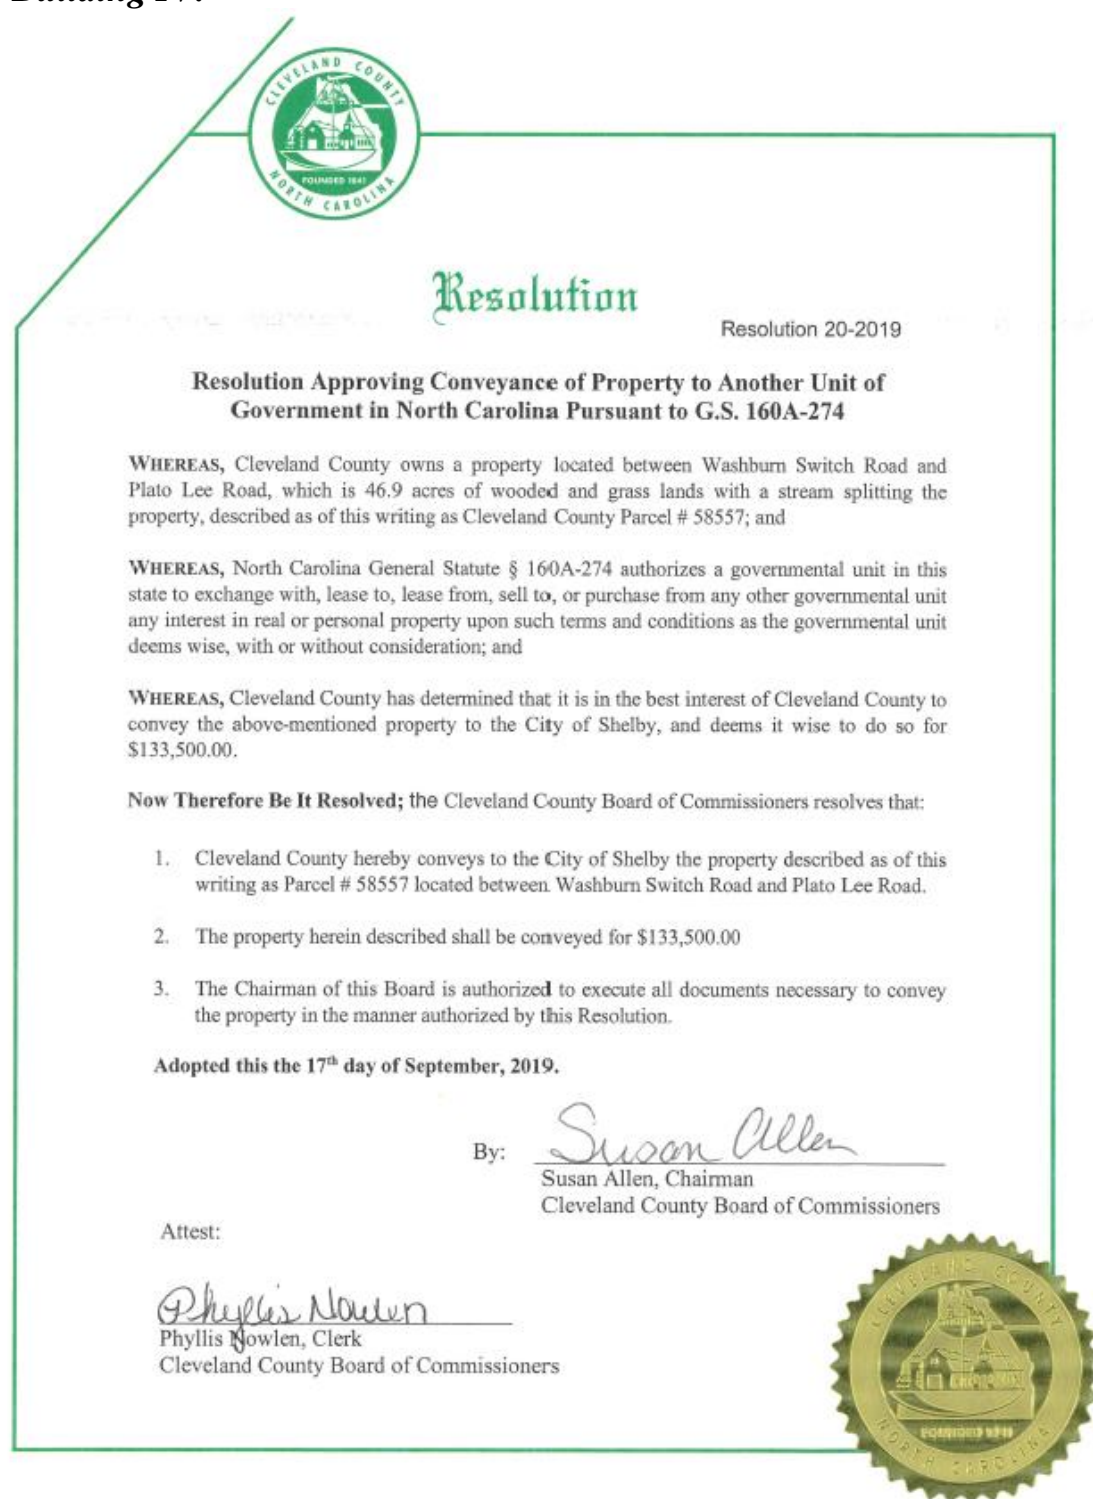 CLEVELAND COUNTY
FOUNDED 1841
NORTH CAROLINA
Resolution
Resolution 20-2019
Resolution Approving Conveyance of Property to Another Unit of
Government in North Carolina Pursuant to G.S. 160A-274
WHEREAS, Cleveland County owns a property located between Washburn Switch Road and
Plato Lee Road, which is 46.9 acres of wooded and grass lands with a stream splitting the
property, described as of this writing as Cleveland County Parcel # 58557; and
WHEREAS, North Carolina General Statute § 160A-274 authorizes a governmental unit in this
state to exchange with, lease to, lease from, sell to, or purchase from any other governmental unit
any interest in real or personal property upon such terms and conditions as the governmental unit
deems wise, with or without consideration; and
WHEREAS, Cleveland County has determined that it is in the best interest of Cleveland County to
convey the above-mentioned property to the City of Shelby, and deems it wise to do so for
$133,500.00.
Now Therefore Be It Resolved; the Cleveland County Board of Commissioners resolves that:
1. Cleveland County hereby conveys to the City of Shelby the property described as of this
writing as Parcel # 58557 located between Washburn Switch Road and Plato Lee Road.
2. The property herein described shall be conveyed for $133,500.00
3. The Chairman of this Board is authorized to execute all documents necessary to convey
the property in the manner authorized by this Resolution.
Adopted this the 17th day of September, 2019.
By: Susan Allen
Susan Allen, Chairman
Cleveland County Board of Commissioners
Attest:
Phyllis Nowlen
Phyllis Nowlen, Clerk
Cleveland County Board of Commissioners
CLEVELAND COUNTY
FOUNDED 1841
NORTH CAROLINA